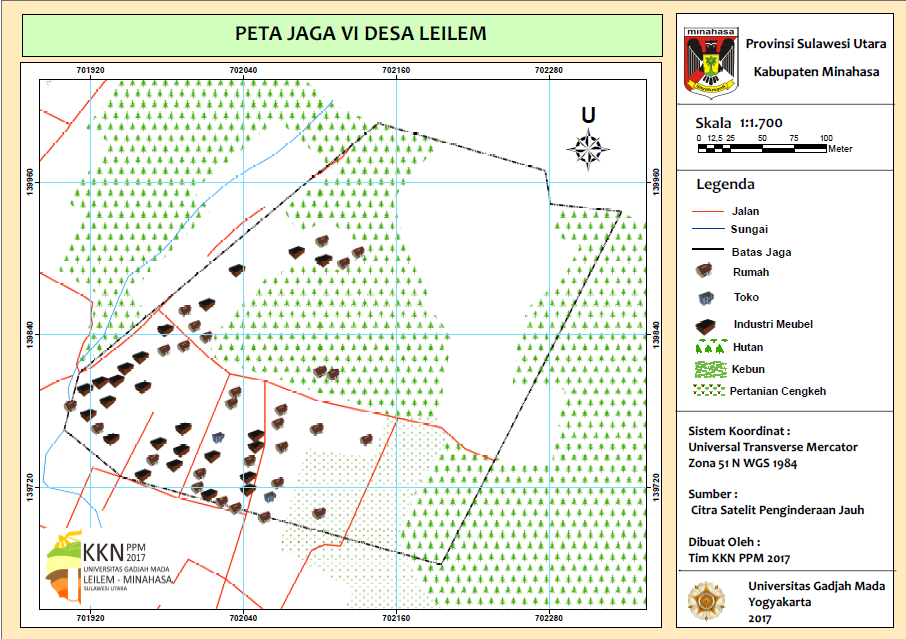 PETA JAGA VI DESA LEILEM
701920
702040
702160
702280
139960
139840
139720
139960
139840
139720
U
701920
702040
702160
702280
KKN PPM
2017
UNIVERSITAS GADJAH MADA
LEILEM - MINAHASA
SULAWESI UTARA
minahasa
Provinsi Sulawesi Utara
Kabupaten Minahasa
Skala 1:1.700
0 12,5 25 50 75 100
Meter
Legenda
Jalan
Sungai
Batas Jaga
Rumah
Toko
Industri Meubel
Hutan
Kebun
Pertanian Cengkeh
Sistem Koordinat :
Universal Transverse Mercator
Zona 51 N WGS 1984
Sumber :
Citra Satelit Penginderaan Jauh
Dibuat Oleh :
Tim KKN PPM 2017
Universitas Gadjah Mada
Yogyakarta
2017